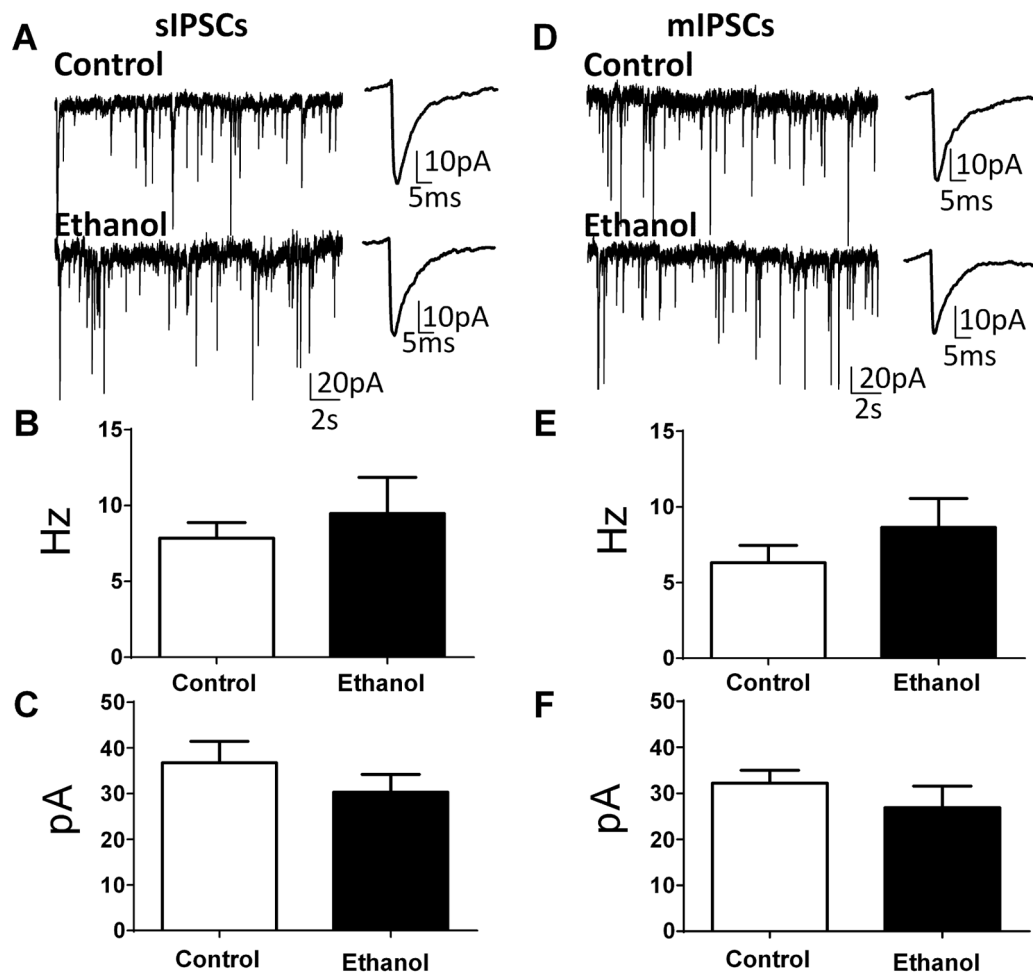 A
sIPSCs
Control
10pA
5ms
Ethanol
10pA
5ms
20pA
2s
D
mIPSCs
Control
10pA
5ms
Ethanol
10pA
5ms
20pA
2s
B
Hz
15
10
5
0
Control
Ethanol
E
Hz
15
10
5
0
Control
Ethanol
C
pA
50
40
30
20
10
0
Control
Ethanol
F
pA
50
40
30
20
10
0
Control
Ethanol